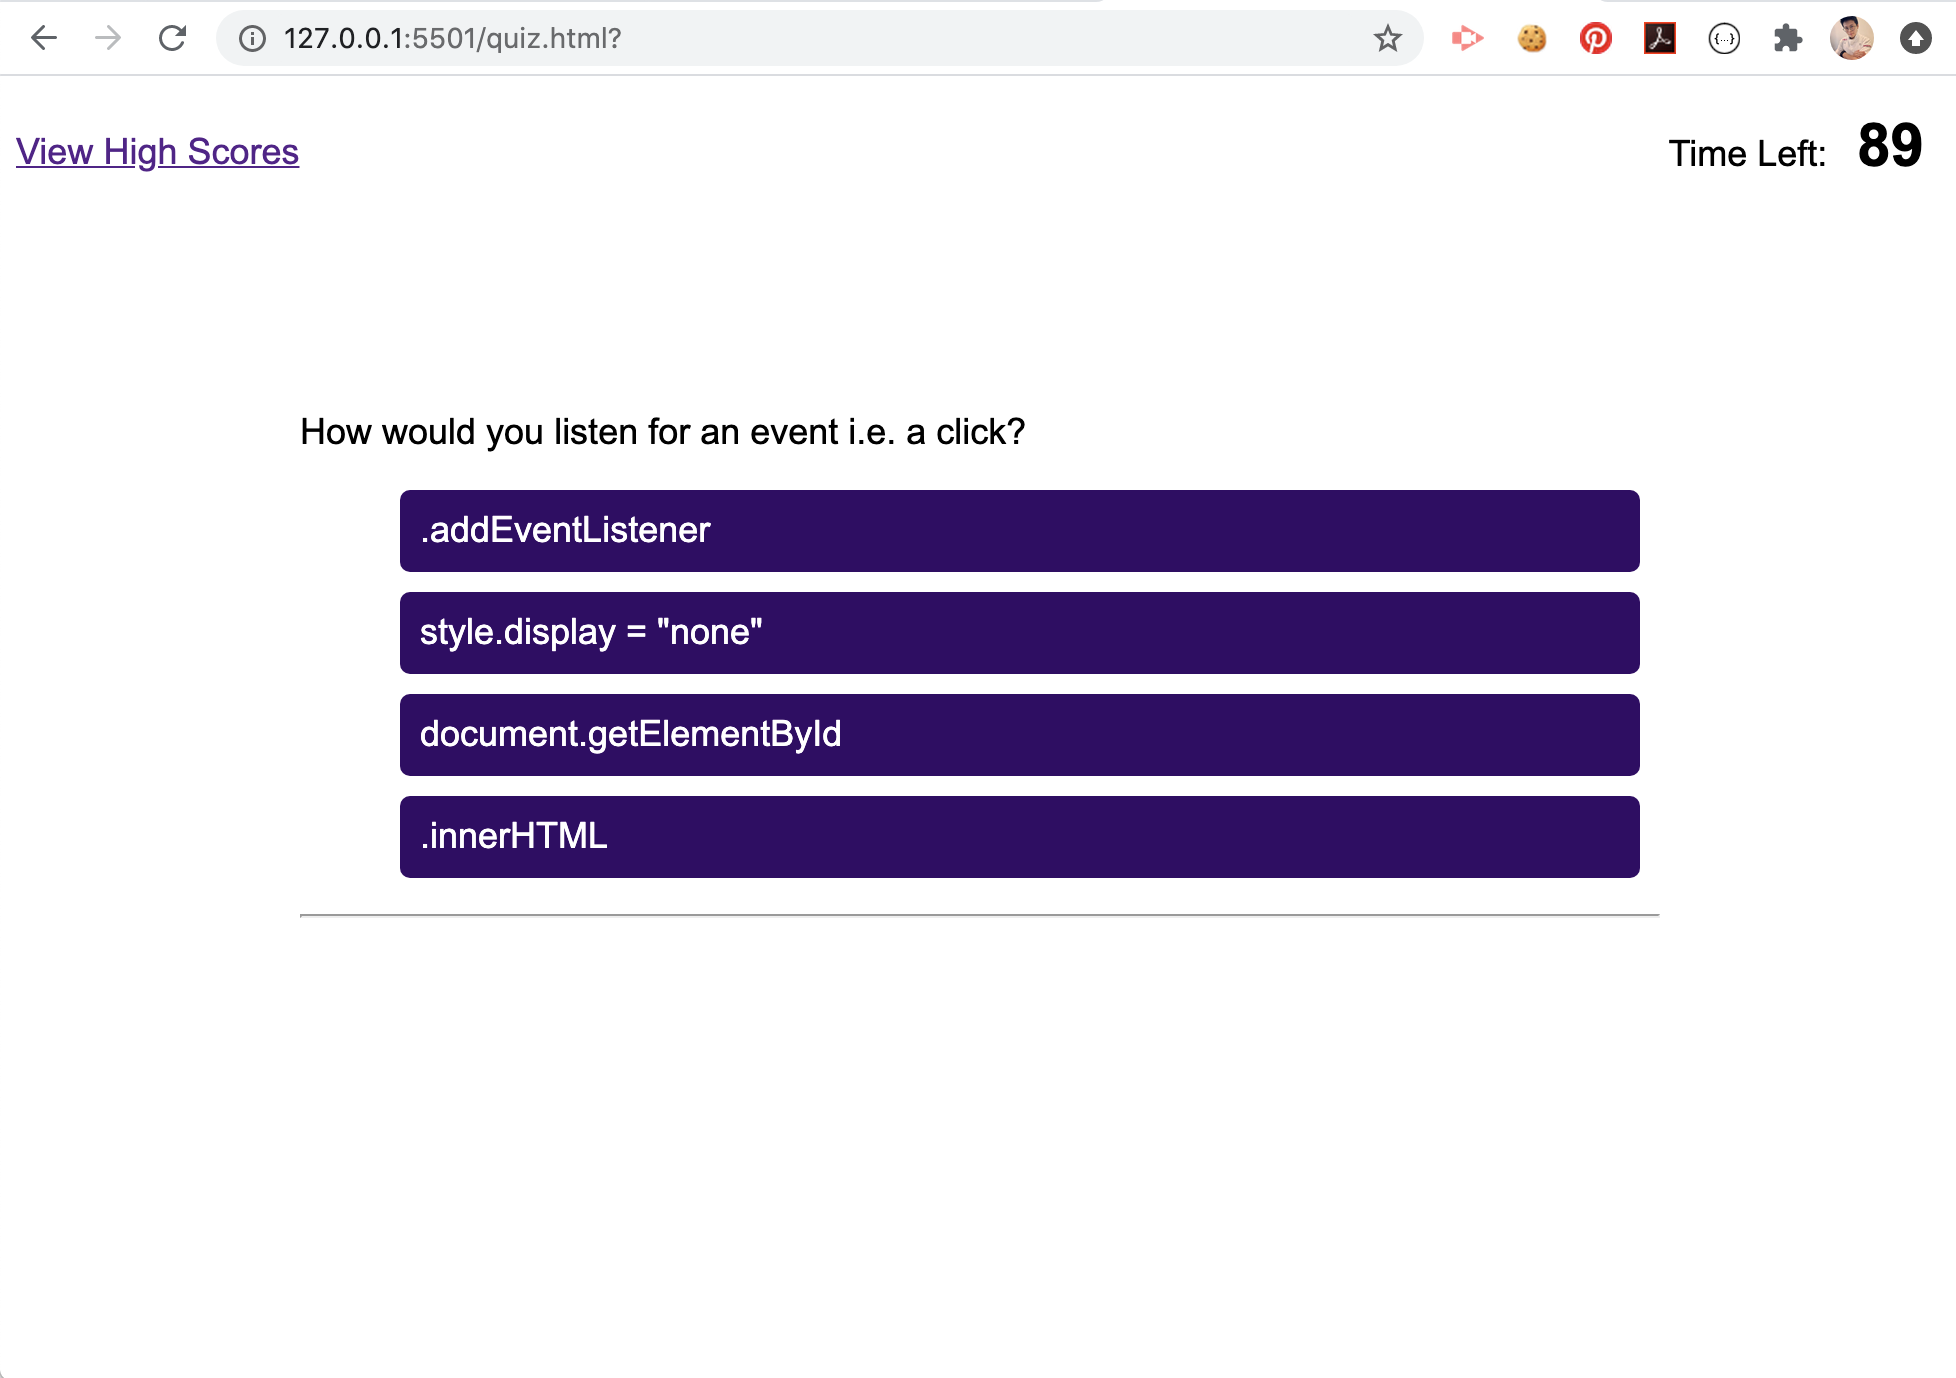 127.0.0.1:5501/quiz.html?
{...}
View High Scores
Time Left: 89
How would you listen for an event i.e. a click?
.addEventListener
style.display = "none"
document.getElementById
.innerHTML